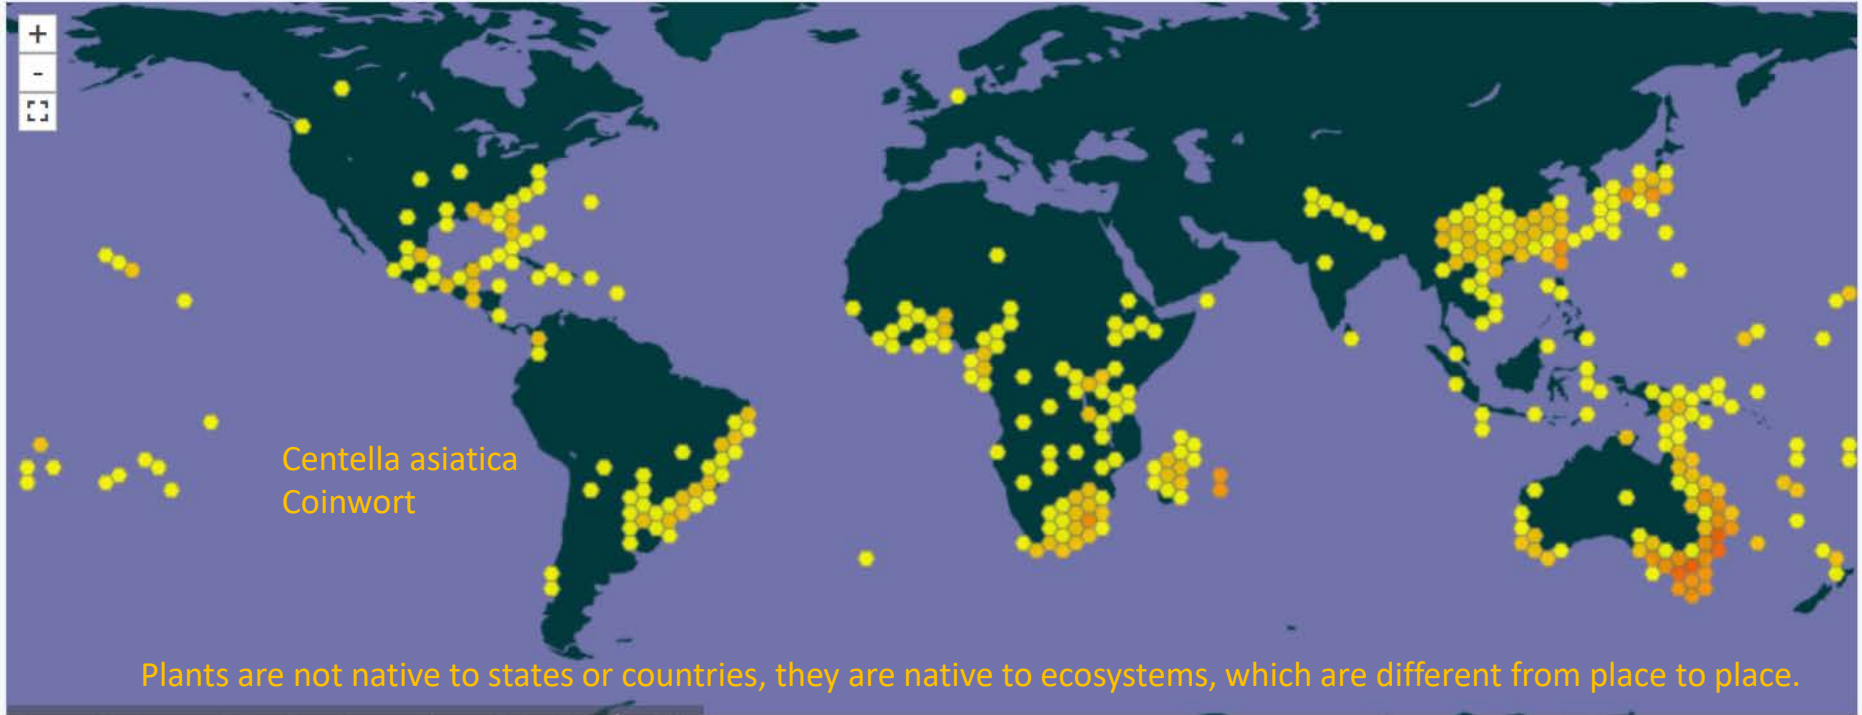 +
-
Centella asiatica
Coinwort
Plants are not native to states or countries, they are native to ecosystems, which are different from place to place.